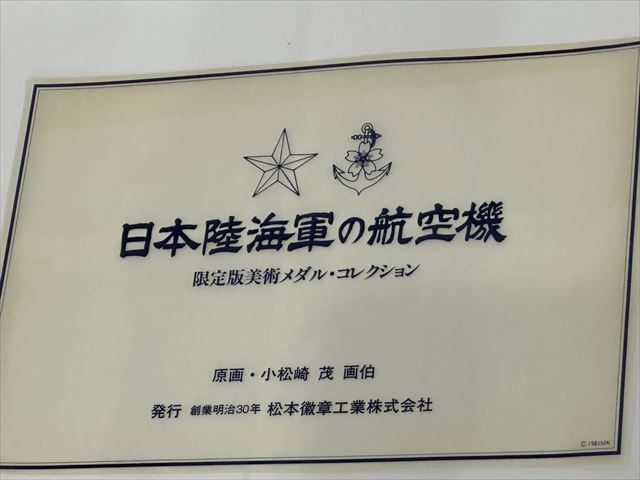 日本陸海軍の航空機
限定版美術メダル・コレクション
原画・小松崎 茂 画伯
発行 創業明治30年 松本徽章工業株式会社
© 1981 M.K